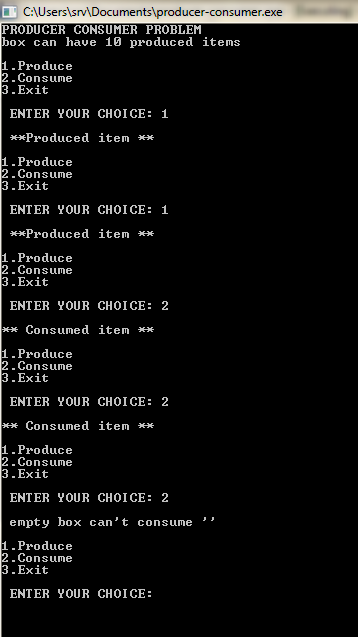 C:\Users\srv\Documents\producer-consumer.exe
PRODUCER CONSUMER PROBLEM
box can have 10 produced items
1.Produce
2.Consume
3.Exit
ENTER YOUR CHOICE: 1
**Produced item **
1.Produce
2.Consume
3.Exit
ENTER YOUR CHOICE: 1
**Produced item **
1.Produce
2.Consume
3.Exit
ENTER YOUR CHOICE: 2
** Consumed item **
1.Produce
2.Consume
3.Exit
ENTER YOUR CHOICE: 2
** Consumed item **
1.Produce
2.Consume
3.Exit
ENTER YOUR CHOICE: 2
empty box can't consume ''
1.Produce
2.Consume
3.Exit
ENTER YOUR CHOICE: